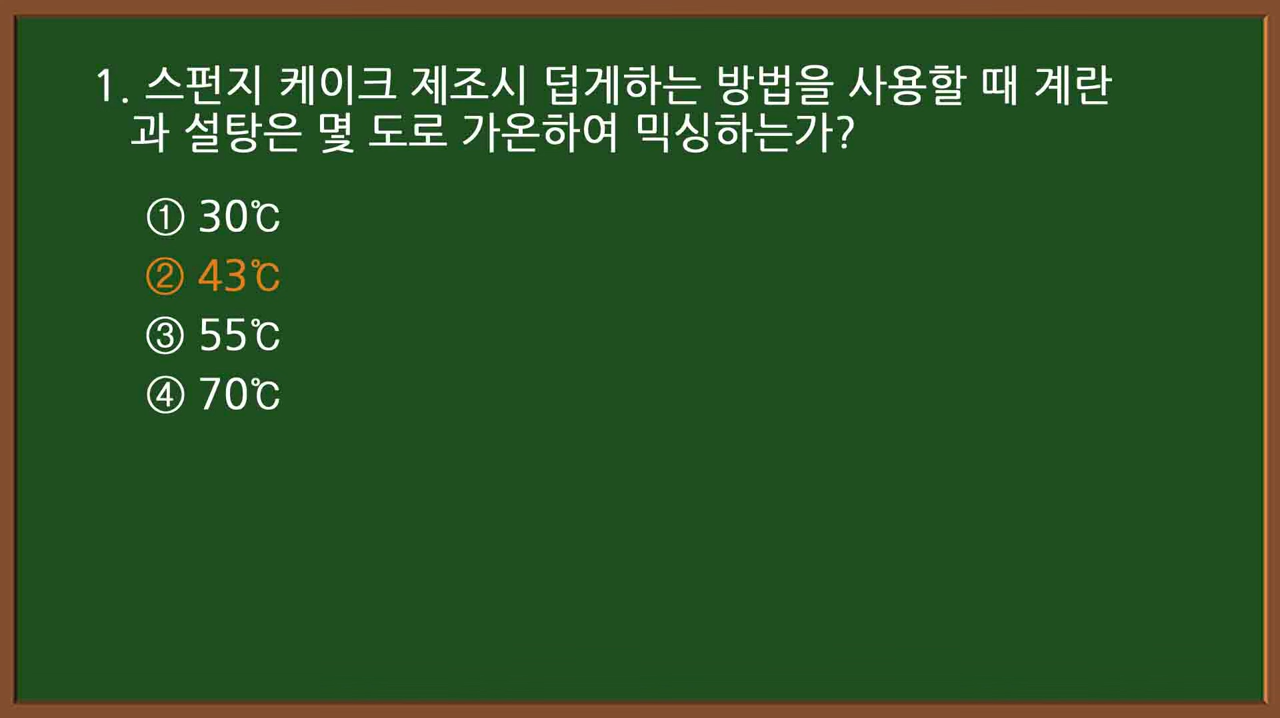 1. 스펀지 케이크 제조시 덥게하는 방법을 사용할 때 계란
과 설탕은 몇 도로 가온하여 믹싱하는가?
① 30℃
② 43℃
③ 55℃
④ 70℃